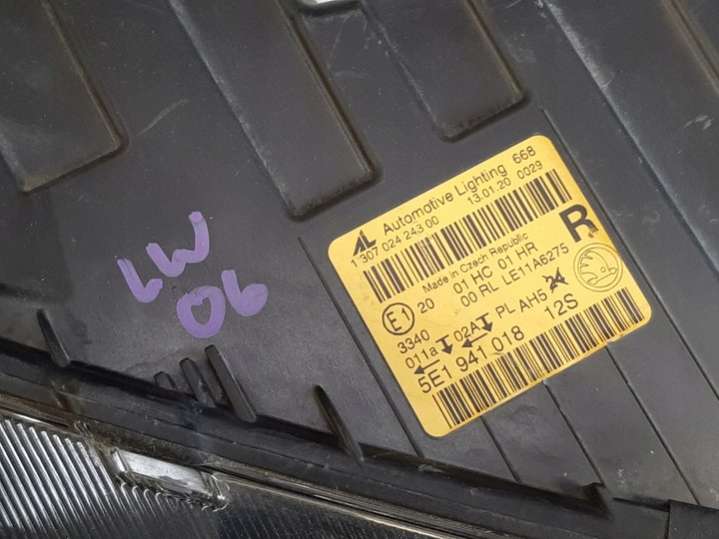 LW
06
AL Automotive Lighting 668
1 307 024 243 00 13.01.20 0029
Made in Czech Republic
R
E1 20 01 HC 01 HR
00 RL LE11A6275
3340
011a 02A PL AH5
5E1 941 018 12S